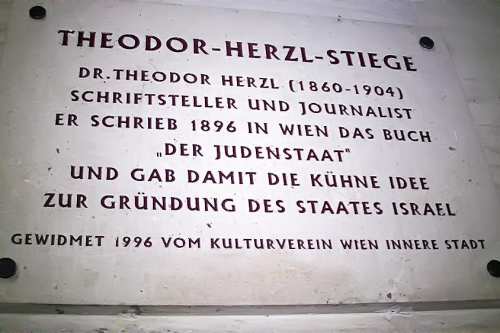 THEODOR-HERZL-STIEGE
DR.THEODOR HERZL (1860-1904)
SCHRIFTSTELLER UND JOURNALIST
ER SCHRIEB 1896 IN WIEN DAS BUCH
„DER JUDENSTAAT"
UND GAB DAMIT DIE KÜHNE IDEE
ZUR GRÜNDUNG DES STAATES ISRAEL
GEWIDMET 1996 VOM KULTURVEREIN WIEN INNERE STADT